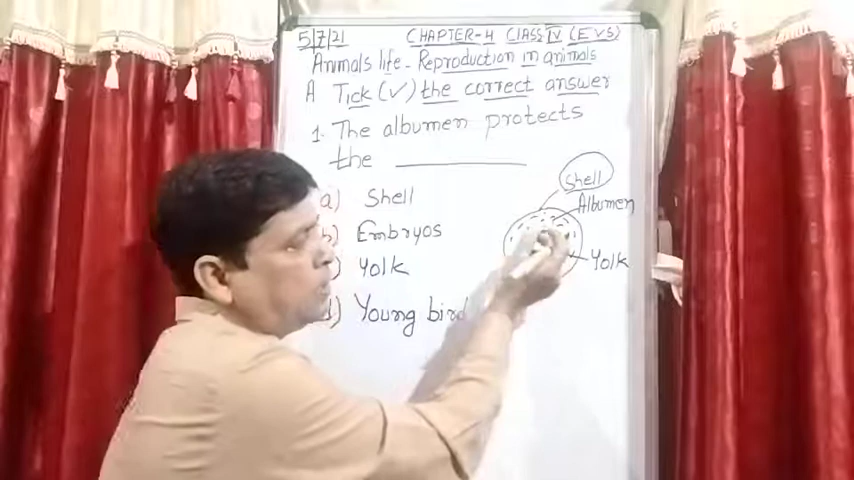 5/7/21 CHAPTER-4 CLASS IV (EVS)
Animals life - Reproduction in animals
A Tick (✓) the correct answer
1. The albumen protects
the ____________
a) Shell
b) Embryos
) Yolk
d) Young bird
Shell
Albumen
Yolk